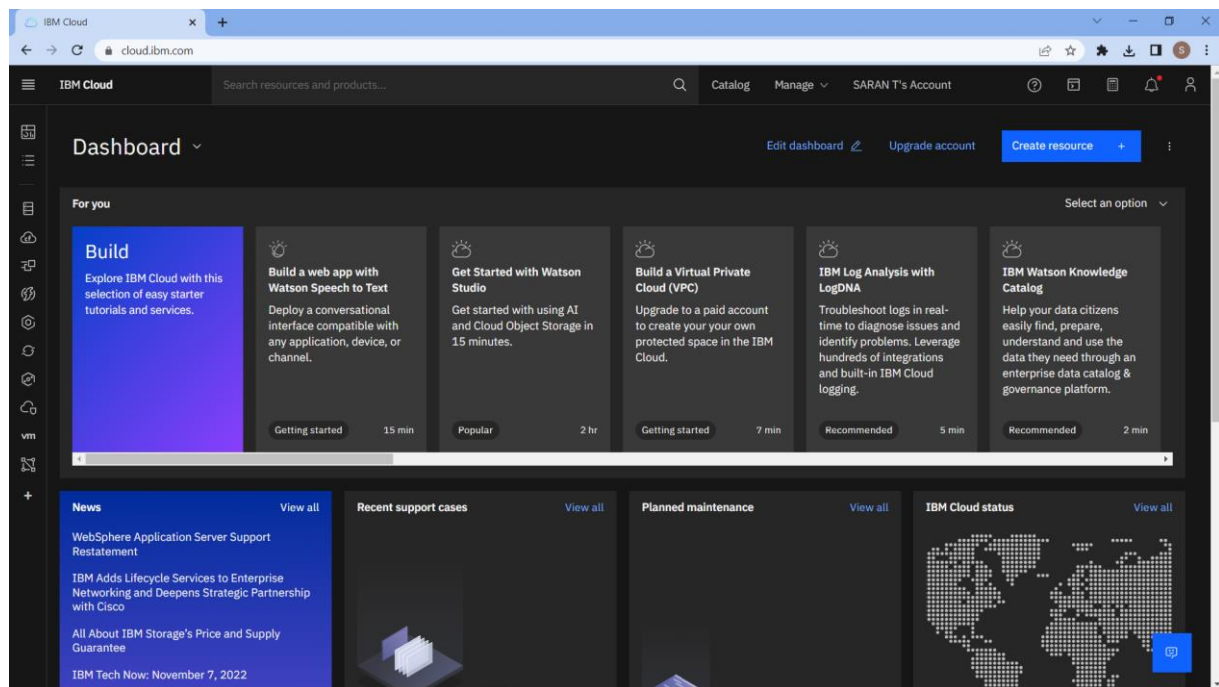 IBM Cloud
cloud.ibm.com
S
IBM Cloud
Search resources and products...
Catalog
Manage
SARAN T's Account
Dashboard
Edit dashboard
Upgrade account
Create resource +
For you
Select an option
Build
Explore IBM Cloud with this
selection of easy starter
tutorials and services.
Build a web app with
Watson Speech to Text
Deploy a conversational
interface compatible with
any application, device, or
channel.
Getting started 15 min
Get Started with Watson
Studio
Get started with using AI
and Cloud Object Storage in
15 minutes.
Popular 2 hr
Build a Virtual Private
Cloud (VPC)
Upgrade to a paid account
to create your your own
protected space in the IBM
Cloud.
Getting started 7 min
IBM Log Analysis with
LogDNA
Troubleshoot logs in real-
time to diagnose issues and
identify problems. Leverage
hundreds of integrations
and built-in IBM Cloud
logging.
Recommended 5 min
IBM Watson Knowledge
Catalog
Help your data citizens
easily find, prepare,
understand and use the
data they need through an
enterprise data catalog &
governance platform.
Recommended 2 min
vm
News View all
WebSphere Application Server Support
Restatement
IBM Adds Lifecycle Services to Enterprise
Networking and Deepens Strategic Partnership
with Cisco
All About IBM Storage's Price and Supply
Guarantee
IBM Tech Now: November 7, 2022
Recent support cases View all
Planned maintenance View all
IBM Cloud status View all